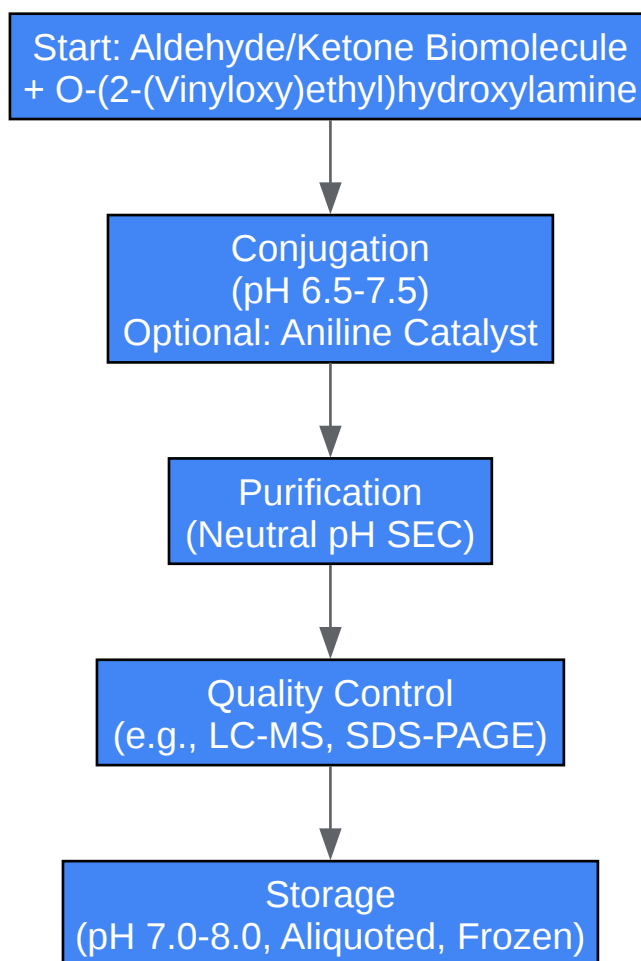 Start: Aldehyde/Ketone Biomolecule
+ O-(2-(Vinyloxy)ethyl)hydroxylamine
Conjugation
(pH 6.5-7.5)
Optional: Aniline Catalyst
Purification
(Neutral pH SEC)
Quality Control
(e.g., LC-MS, SDS-PAGE)
Storage
(pH 7.0-8.0, Aliquoted, Frozen)